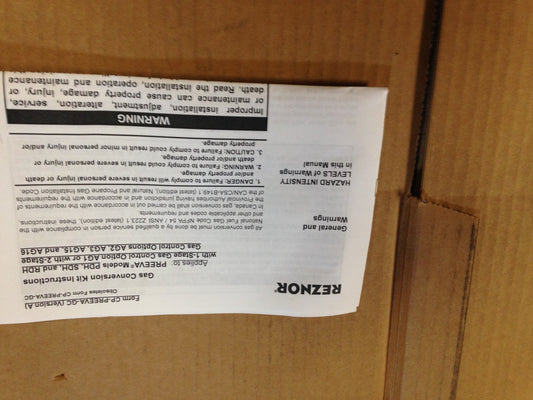 Form CP-PREEVA-GC (Version A)
Obsoletes Form CP-PREEVA-GC
REZNOR®
Gas Conversion Kit Instructions
Applies to: PREEVA® Models PDH, SDH, and RDH
with 1-Stage Gas Control Option AG1 or with 2-Stage
Gas Control Options AG2, AG3, AG15, and AG16
General and
Warnings
All gas conversion must be done by a qualified service person in compliance with the
National Fuel Gas Code NFPA 54 / ANSI Z223.1 (latest edition), these instructions,
and other applicable codes and requirements.
In Canada, gas conversion shall be carried out in accordance with the requirements of
the Provincial Authorities having jurisdiction and in accordance with the requirements
of the CAN/CSA-B149.1 (latest edition), Natural and Propane Gas Installation Code.
HAZARD INTENSITY
LEVELS of Warnings
in this Manual
1. DANGER: Failure to comply will result in severe personal injury or death
and/or property damage.
2. WARNING: Failure to comply could result in severe personal injury or
death and/or property damage.
3. CAUTION: Failure to comply could result in minor personal injury and/or
property damage.
WARNING
Improper installation, adjustment, alteration, service,
or maintenance can cause property damage, injury, or
death. Read the installation, operation and maintenance